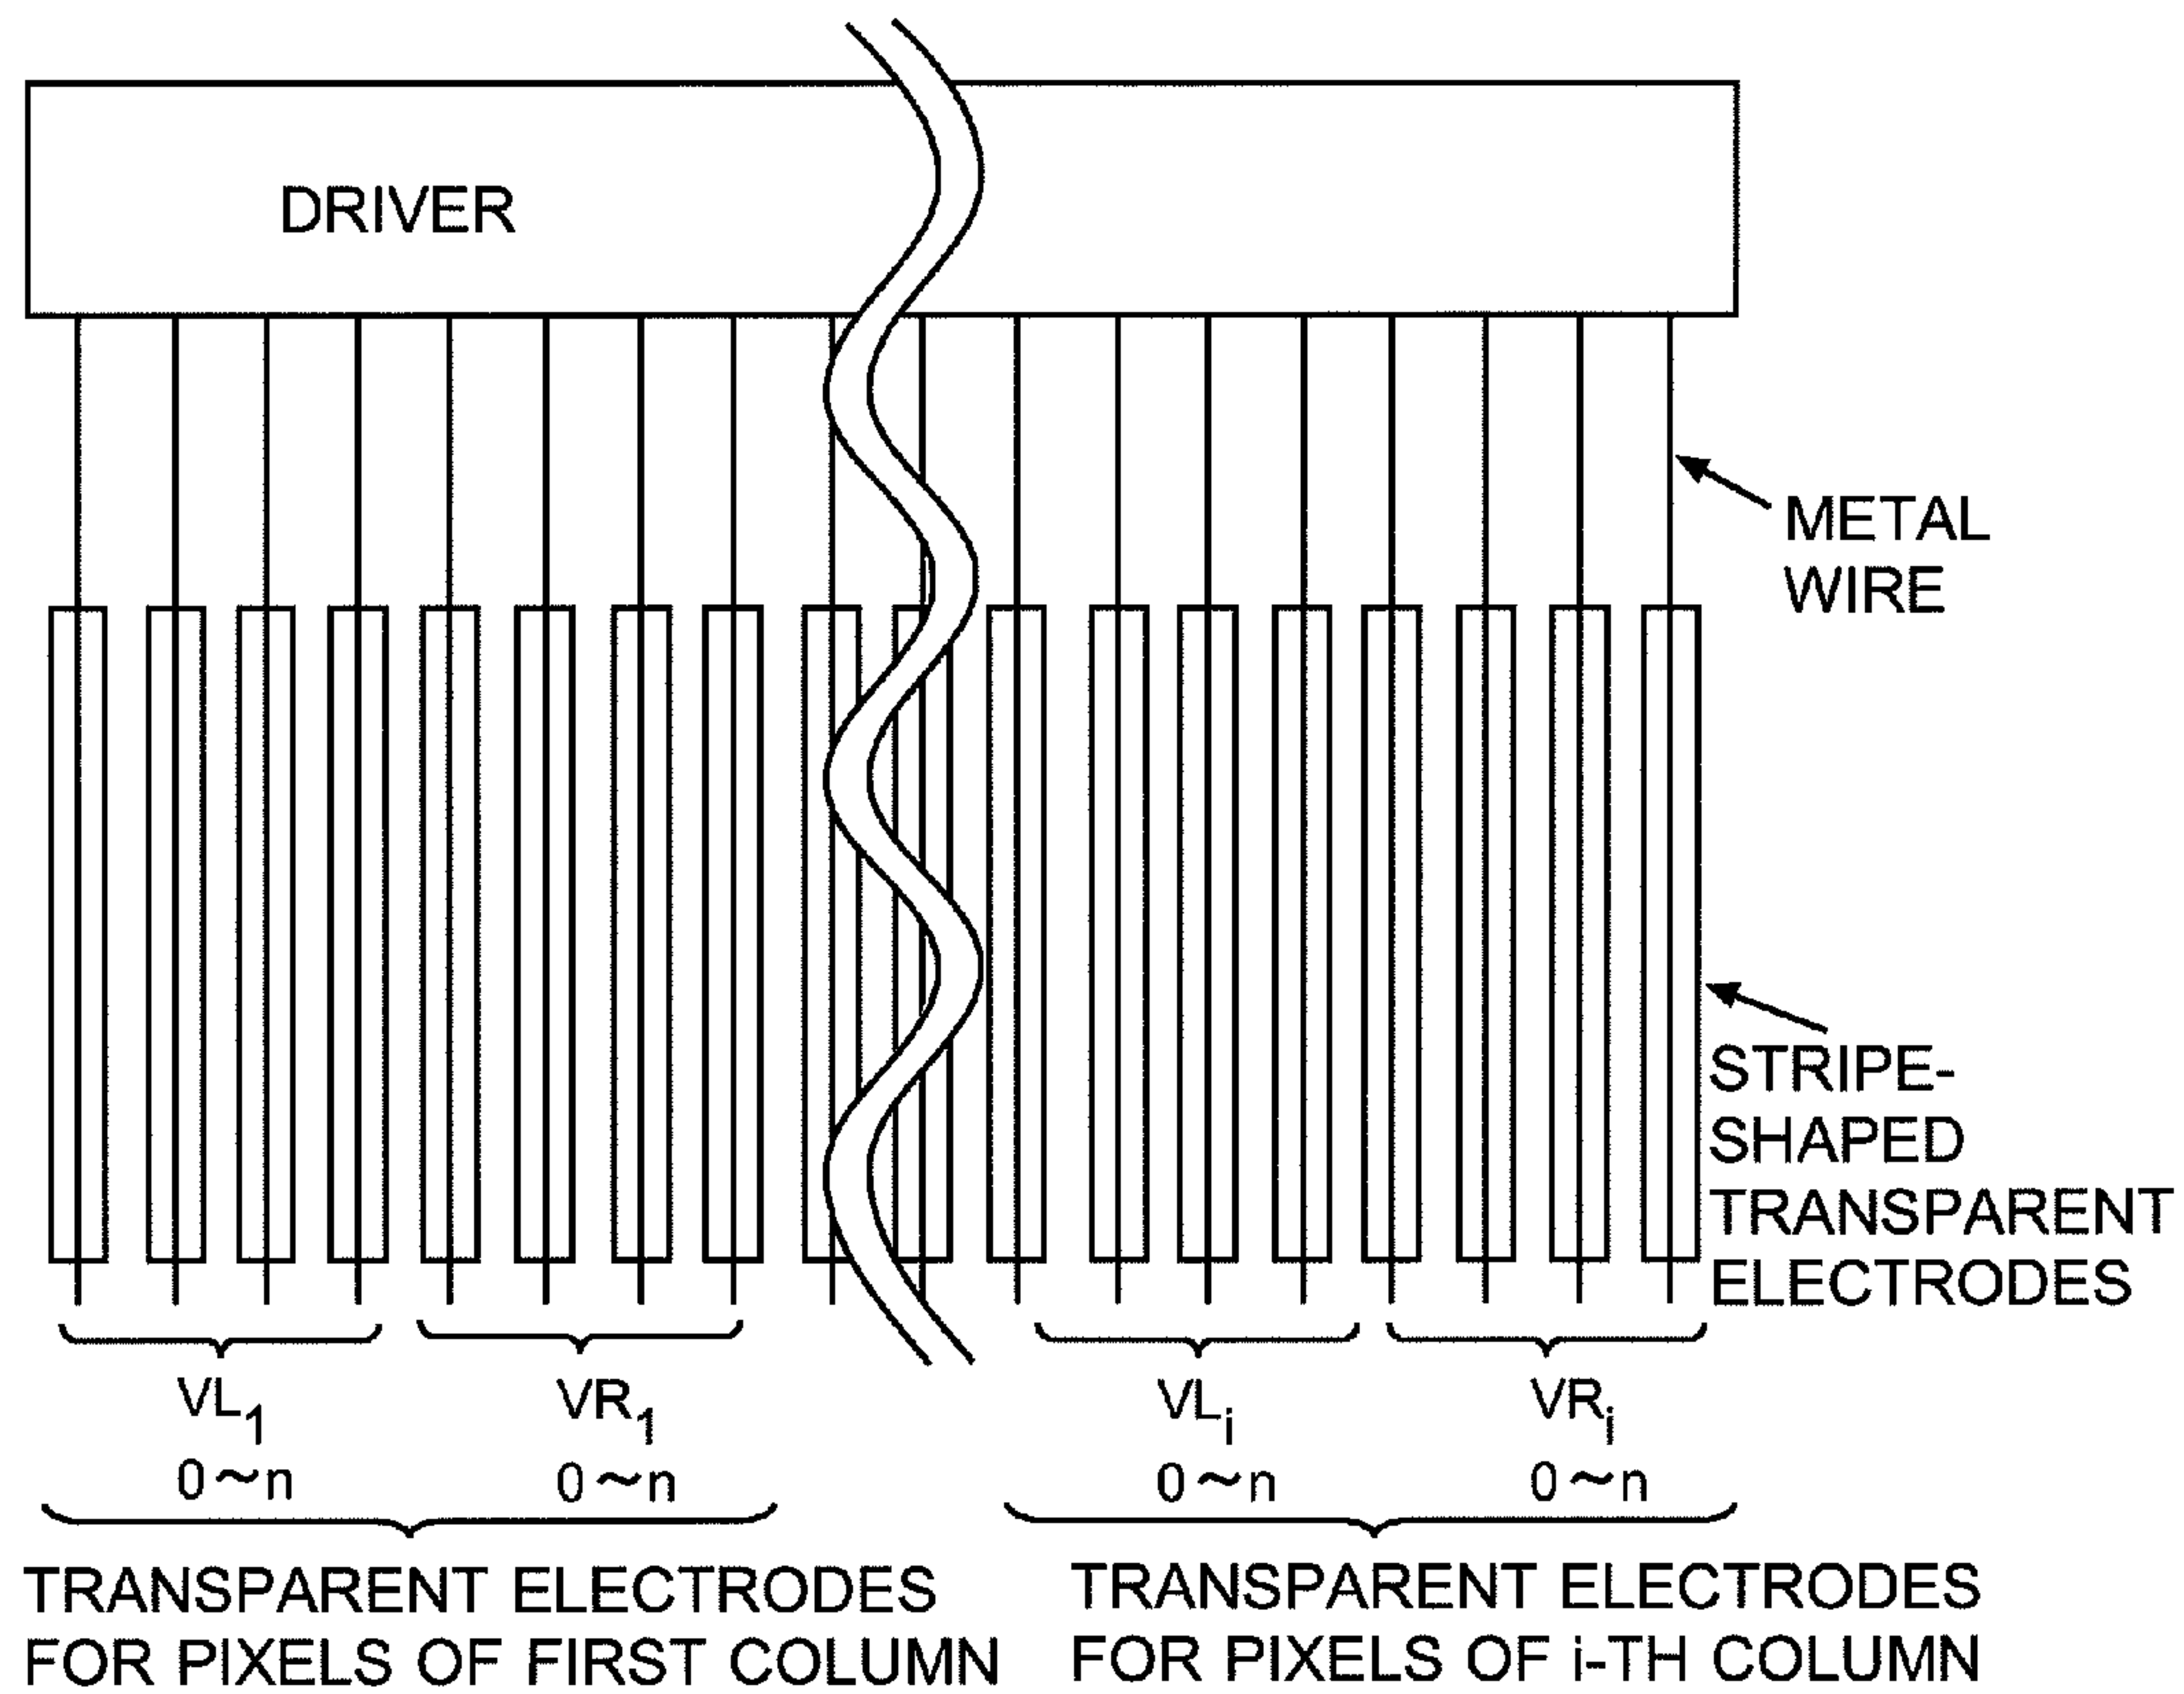 DRIVER
METAL
WIRE
STRIPE-
SHAPED
TRANSPARENT
ELECTRODES
VL1
0~n
VR1
0~n
VLi
0~n
VRi
0~n
TRANSPARENT ELECTRODES
FOR PIXELS OF FIRST COLUMN
TRANSPARENT ELECTRODES
FOR PIXELS OF i-TH COLUMN